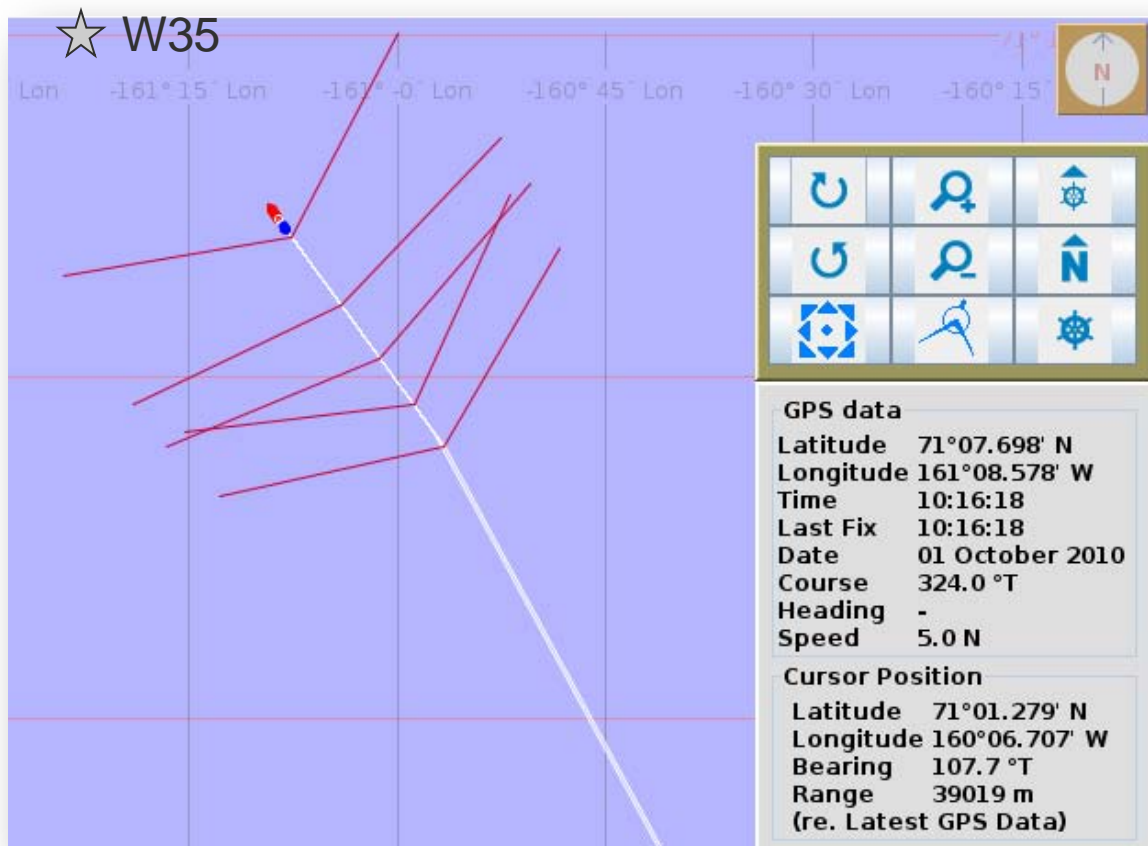 W35
Lon -161° 15´ Lon -161° -0´ Lon -160° 45´ Lon -160° 30´ Lon -160° 15´
N
N
GPS data
Latitude 71°07.698' N
Longitude 161°08.578' W
Time 10:16:18
Last Fix 10:16:18
Date 01 October 2010
Course 324.0 °T
Heading -
Speed 5.0 N
Cursor Position
Latitude 71°01.279' N
Longitude 160°06.707' W
Bearing 107.7 °T
Range 39019 m
(re. Latest GPS Data)